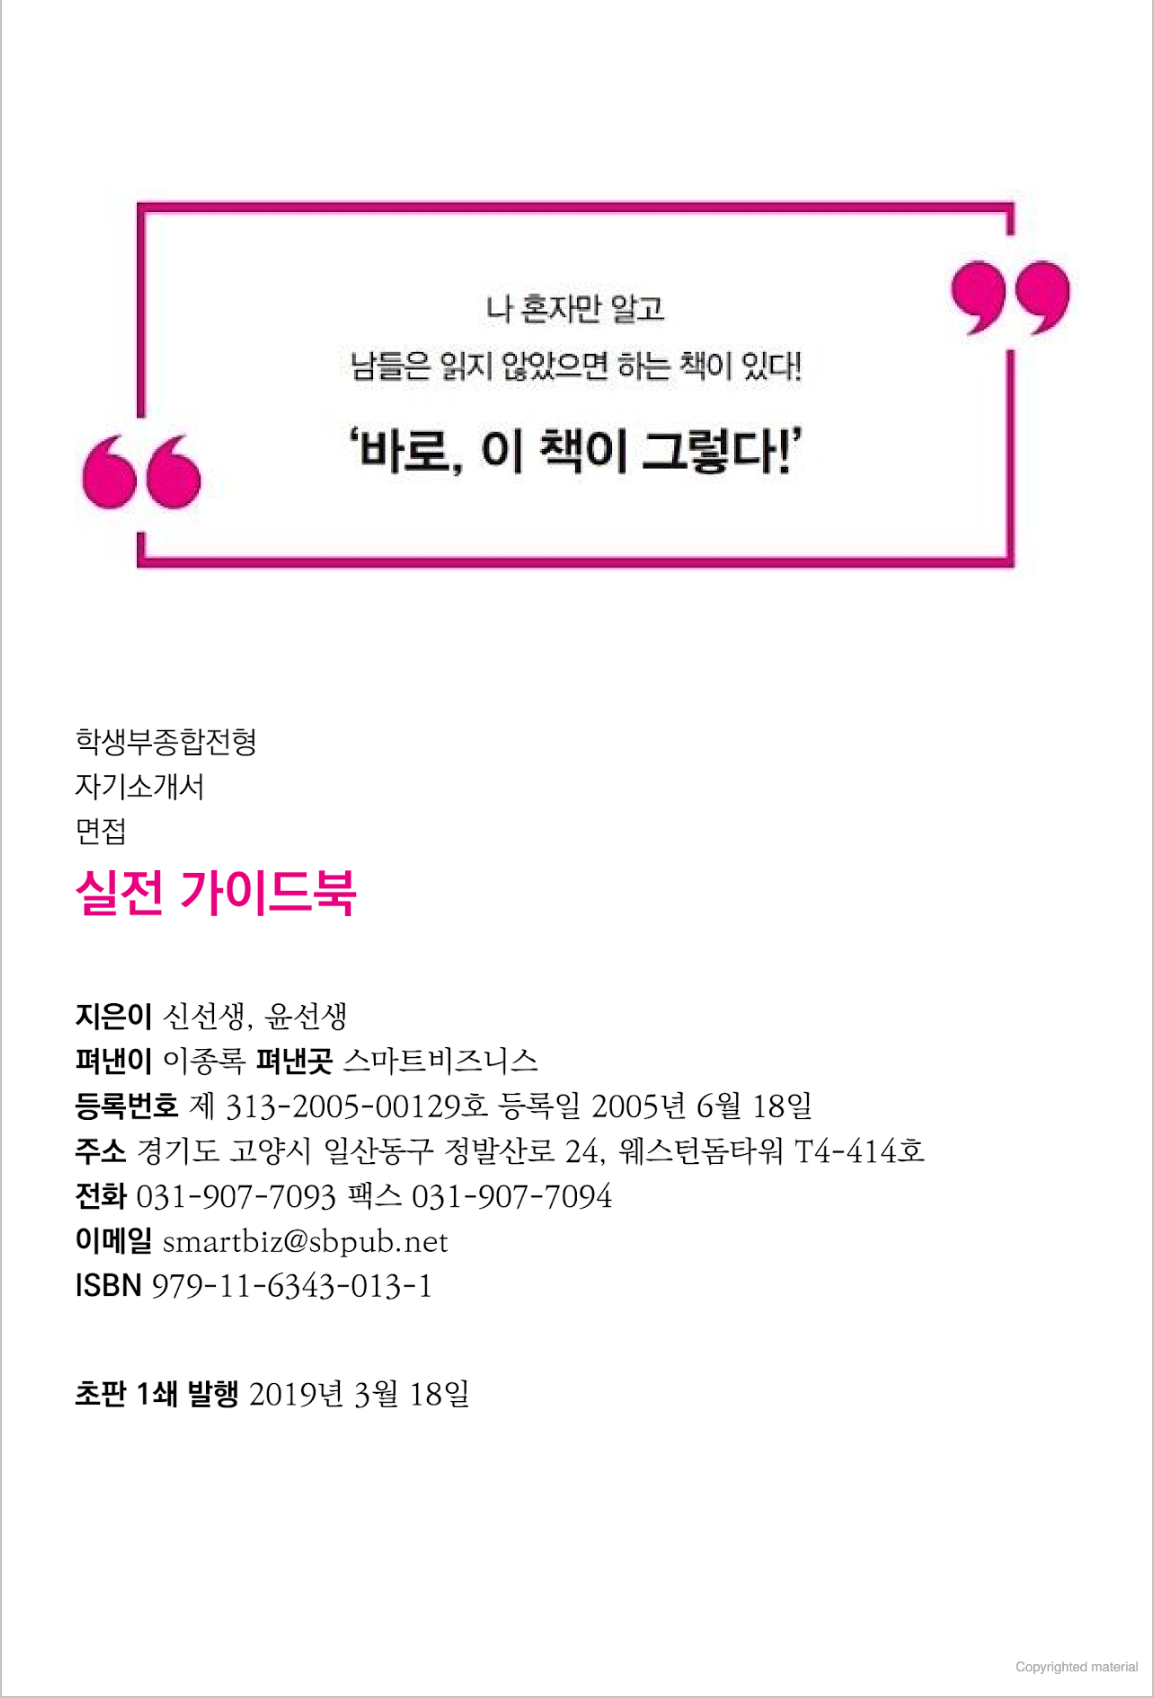 나 혼자만 알고
남들은 읽지 않았으면 하는 책이 있다!
‘바로, 이 책이 그렇다!’
학생부종합전형
자기소개서
면접
실전 가이드북
지은이 신선생, 윤선생
펴낸이 이종록 펴낸곳 스마트비즈니스
등록번호 제 313-2005-00129호 등록일 2005년 6월 18일
주소 경기도 고양시 일산동구 정발산로 24, 웨스턴돔타워 T4-414호
전화 031-907-7093 팩스 031-907-7094
이메일 smartbiz@sbpub.net
ISBN 979-11-6343-013-1
초판 1쇄 발행 2019년 3월 18일
Copyrighted material